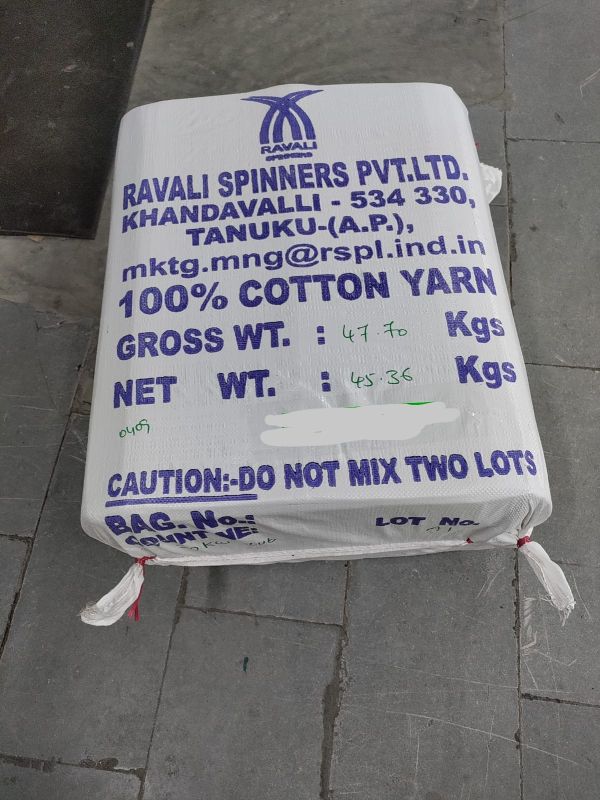 RAVALI
SPINNERS
RAVALI SPINNERS PVT.LTD.
KHANDAVALLI - 534 330,
TANUKU-(A.P.),
mktg.mng@rspl.ind.in
100% COTTON YARN
GROSS WT. : 47.70 Kgs
NET WT. : 45.36 Kgs
0409
CAUTION:-DO NOT MIX TWO LOTS
BAG. No.: LOT No.
COUNT